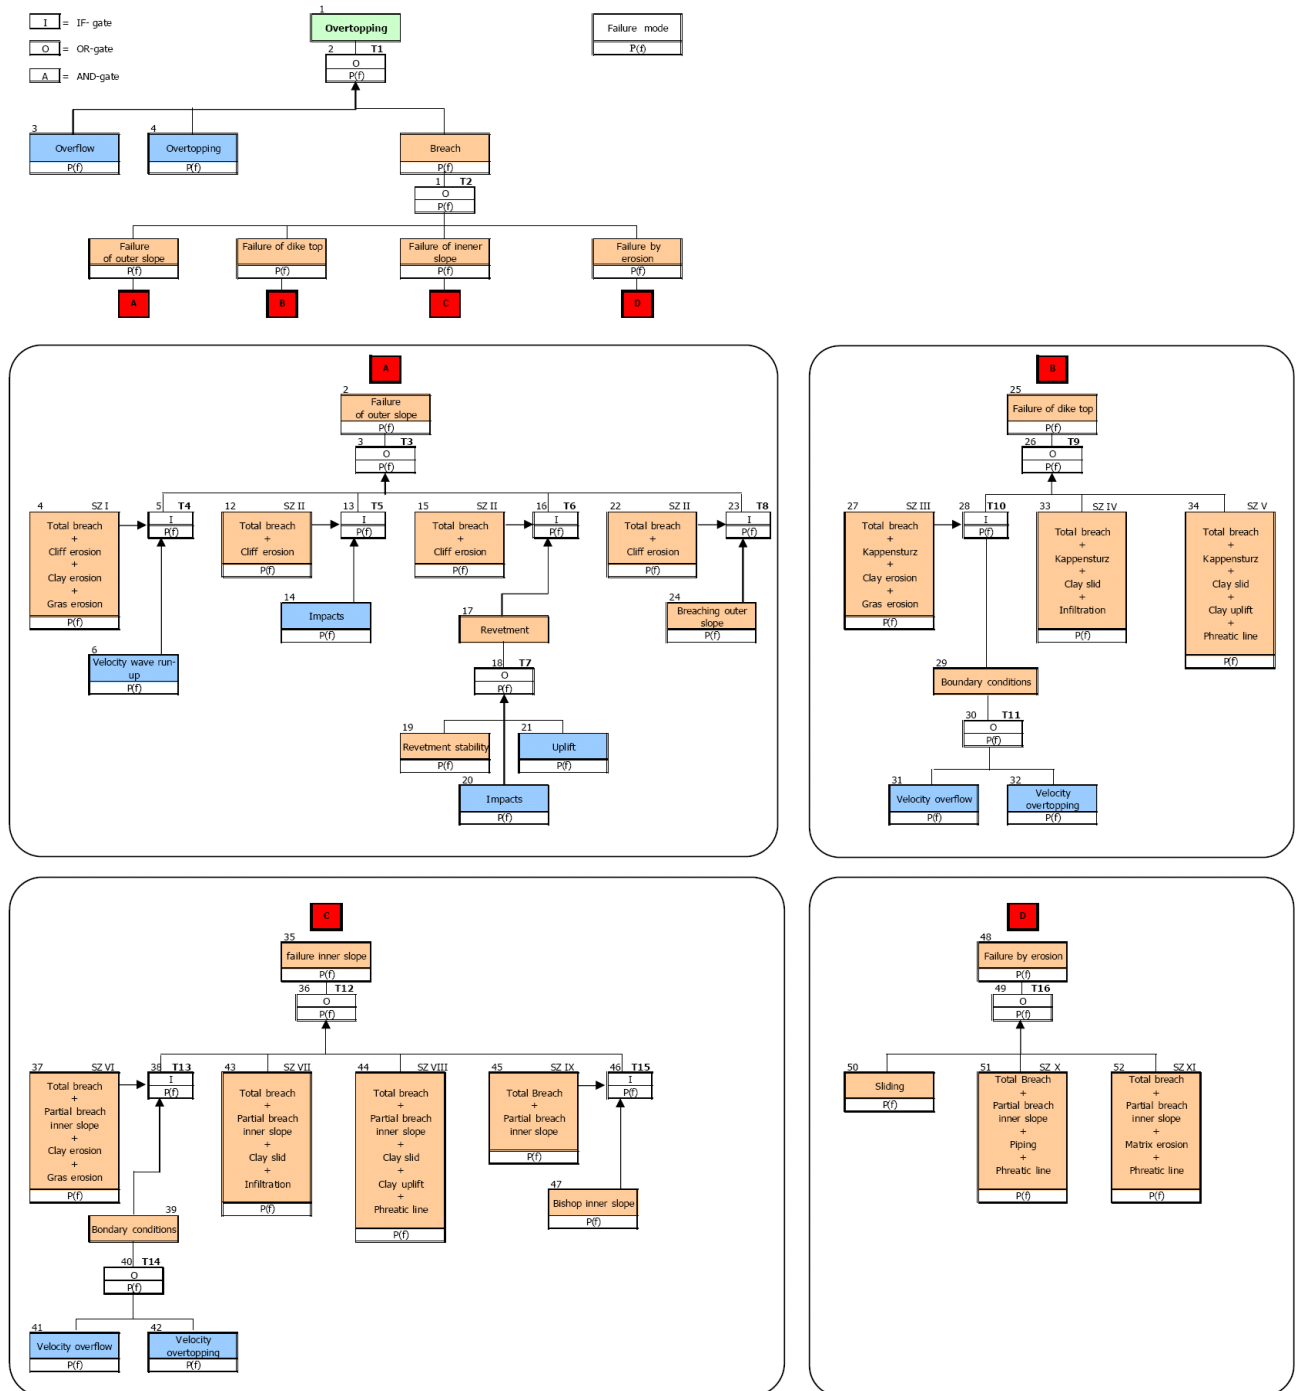 I = IF- gate
O = OR-gate
A = AND-gate
1
Overtopping
2 T1
O
P(f)
Failure mode
P(f)
3
Overflow
P(f)
4
Overtopping
P(f)
Breach
P(f)
1 T2
O
P(f)
Failure
of outer slope
P(f)
A
Failure of dike top
P(f)
B
Failure of inener
slope
P(f)
C
Failure by
erosion
P(f)
D
A
2
Failure
of outer slope
P(f)
3 T3
O
P(f)
4 SZ I
Total breach
+
Cliff erosion
+
Clay erosion
+
Gras erosion
P(f)
5 T4
I
P(f)
6
Velocity wave run-
up
P(f)
12 SZ II
Total breach
+
Cliff erosion
P(f)
13 T5
I
P(f)
14
Impacts
P(f)
15 SZ II
Total breach
+
Cliff erosion
P(f)
16 T6
I
P(f)
17
Revetment
18 T7
O
P(f)
19
Revetment stability
P(f)
20
Impacts
P(f)
21
Uplift
P(f)
22 SZ II
Total breach
+
Cliff erosion
P(f)
23 T8
I
P(f)
24
Breaching outer
slope
P(f)
B
25
Failure of dike top
P(f)
26 T9
O
P(f)
27 SZ III
Total breach
+
Kappensturz
+
Clay erosion
+
Gras erosion
P(f)
28 T10
I
P(f)
29
Boundary conditions
30 T11
O
P(f)
31
Velocity overflow
P(f)
32
Velocity
overtopping
P(f)
33 SZ IV
Total breach
+
Kappensturz
+
Clay slid
+
Infiltration
P(f)
34 SZ V
Total breach
+
Kappensturz
+
Clay slid
+
Clay uplift
+
Phreatic line
P(f)
C
35
failure inner slope
P(f)
36 T12
O
P(f)
37 SZ VI
Total breach
+
Partial breach
inner slope
+
Clay erosion
+
Gras erosion
P(f)
38 T13
I
P(f)
39
Bondary conditions
40 T14
O
P(f)
41
Velocity overflow
P(f)
42
Velocity
overtopping
P(f)
43 SZ VII
Total breach
+
Partial breach
inner slope
+
Clay slid
+
Infiltration
P(f)
44 SZ VIII
Total breach
+
Partial breach
inner slope
+
Clay slid
+
Clay uplift
+
Phreatic line
P(f)
45 SZ IX
Total Breach
+
Partial breach
inner slope
P(f)
46 T15
I
P(f)
47
Bishop inner slope
P(f)
D
48
Failure by erosion
P(f)
49 T16
O
P(f)
50
Sliding
P(f)
51 SZ X
Total Breach
+
Partial breach
inner slope
+
Piping
+
Phreatic line
P(f)
52 SZ XI
Total breach
+
Partial breach
inner slope
+
Matrix erosion
+
Phreatic line
P(f)